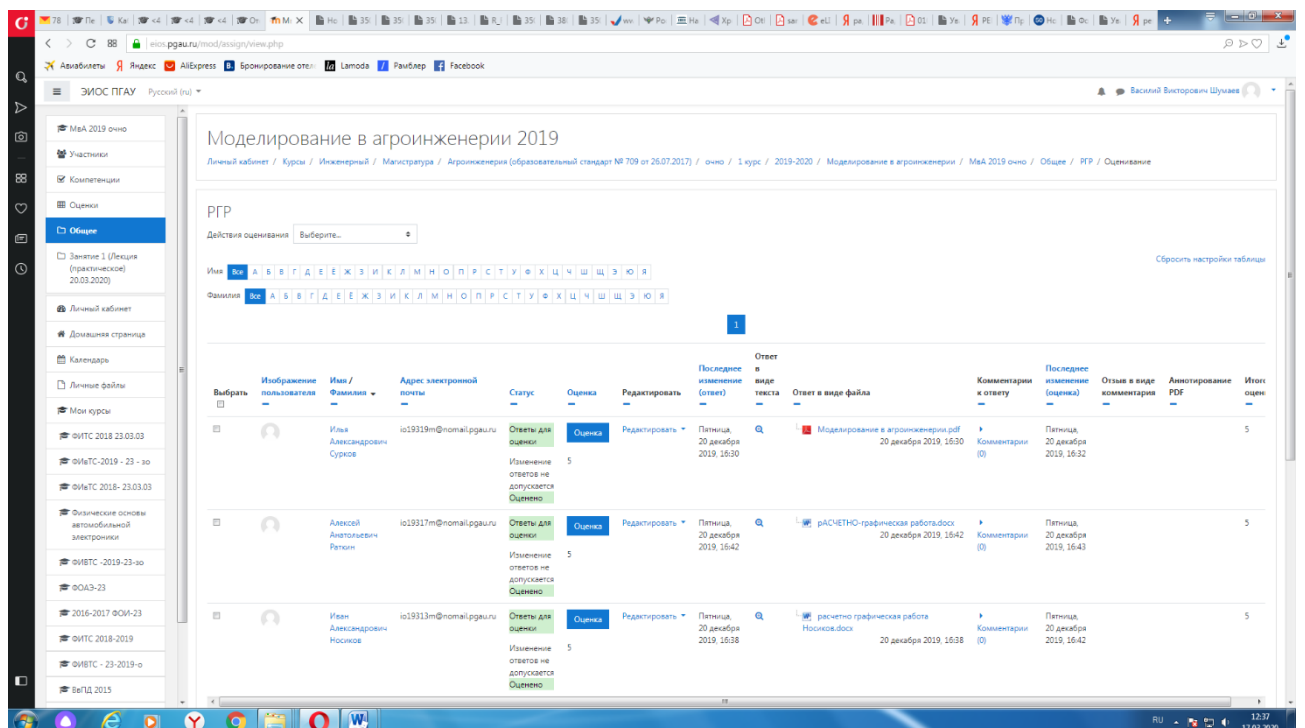 eios.pgau.ru/mod/assign/view.php
Авиабилеты Яндекс AliExpress Бронирование отел Lamoda Рамблер Facebook
ЭИОС ПГАУ Русский (ru)
Василий Викторович Шумаев
МвА 2019 очно
Участники
Компетенции
Оценки
Общее
Занятие 1 (Лекция
(практическое)
20.03.2020)
Личный кабинет
Домашняя страница
Календарь
Личные файлы
Мои курсы
ФИТС 2018 23.03.03
ФИвТС-2019 - 23 - зо
ФИвТС 2018- 23.03.03
Физические основы
автомобильной
электроники
ФИВТС -2019-23-зо
ФОАЭ-23
2016-2017 ФОИ-23
ФИТС 2018-2019
ФИВТС - 23-2019-о
ВвПД 2015
Моделирование в агроинженерии 2019
Личный кабинет / Курсы / Инженерный / Магистратура / Агроинженерия (образовательный стандарт № 709 от 26.07.2017) / очно / 1 курс / 2019-2020 / Моделирование в агроинженерии / МвА 2019 очно / Общее / РГР / Оценивание
РГР
Действия оценивания Выберите...
Сбросить настройки таблицы
Имя Все А Б В Г Д Е Ё Ж З И К Л М Н О П Р С Т У Ф Х Ц Ч Ш Щ Э Ю Я
Фамилия Все А Б В Г Д Е Ё Ж З И К Л М Н О П Р С Т У Ф Х Ц Ч Ш Щ Э Ю Я
1
Выбрать
Изображение
пользователя
Имя /
Фамилия
Адрес электронной
почты
Статус
Оценка
Редактировать
Последнее
изменение
(ответ)
Ответ
в
виде
текста
Ответ в виде файла
Комментарии
к ответу
Последнее
изменение
(оценка)
Отзыв в виде
комментария
Аннотирование
PDF
Итого
оцен
Илья
Александрович
Сурков
io19319m@nomail.pgau.ru
Ответы для
оценки
Изменение
ответов не
допускается
Оценено
Оценка
5
Редактировать
Пятница,
20 декабря
2019, 16:30
Моделирование в агроинженерии.pdf
20 декабря 2019, 16:30
Комментарии
(0)
Пятница,
20 декабря
2019, 16:32
5
Алексей
Анатольевич
Раткин
io19317m@nomail.pgau.ru
Ответы для
оценки
Изменение
ответов не
допускается
Оценено
Оценка
5
Редактировать
Пятница,
20 декабря
2019, 16:42
рАСЧЕТНО-графическая работа.docx
20 декабря 2019, 16:42
Комментарии
(0)
Пятница,
20 декабря
2019, 16:43
5
Иван
Александрович
Носиков
io19313m@nomail.pgau.ru
Ответы для
оценки
Изменение
ответов не
допускается
Оценено
Оценка
5
Редактировать
Пятница,
20 декабря
2019, 16:38
расчетно графическая работа
Носиков.docx
20 декабря 2019, 16:38
Комментарии
(0)
Пятница,
20 декабря
2019, 16:42
5
RU
12:37
17.03.2020